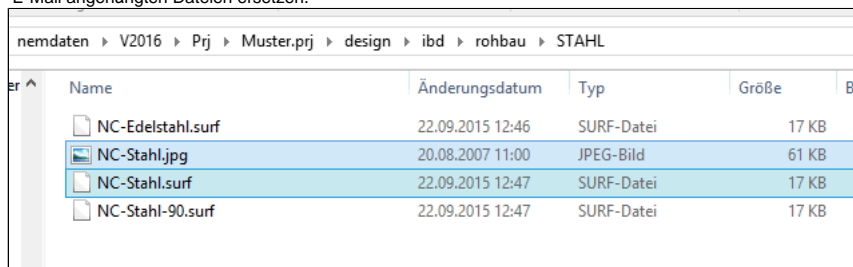 E-Mail angehängten Dateien ersetzen.
nemdaten ▸ V2016 ▸ Prj ▸ Muster.prj ▸ design ▸ ibd ▸ rohbau ▸ STAHL
er Name Änderungsdatum Typ Größe B
NC-Edelstahl.surf 22.09.2015 12:46 SURF-Datei 17 KB
NC-Stahl.jpg 20.08.2007 11:00 JPEG-Bild 61 KB
NC-Stahl.surf 22.09.2015 12:47 SURF-Datei 17 KB
NC-Stahl-90.surf 22.09.2015 12:47 SURF-Datei 17 KB